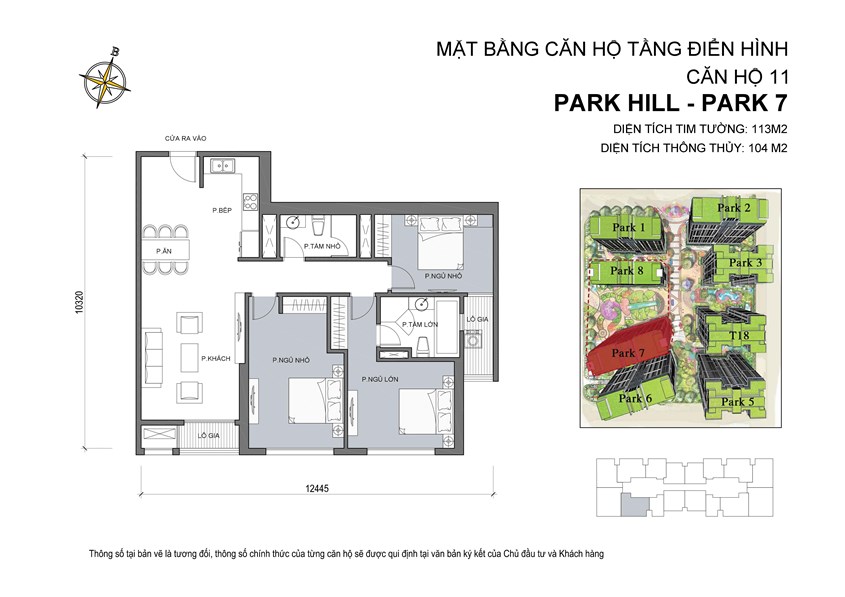 MẶT BẰNG CĂN HỘ TẦNG ĐIỂN HÌNH
CĂN HỘ 11
PARK HILL - PARK 7
DIỆN TÍCH TIM TƯỜNG: 113M2
DIỆN TÍCH THÔNG THỦY: 104 M2
B
CỬA RA VÀO
P.BẾP
P.ĂN
P.TẮM NHỎ
P.NGỦ NHỎ
P.TẮM LỚN
LÔ GIA
P.KHÁCH
P.NGỦ NHỎ
P.NGỦ LỚN
LÔ GIA
10320
12445
Park 2
Park 1
Park 3
Park 8
T18
Park 7
Park 6
Park 5
Thông số tại bản vẽ là tương đối, thông số chính thức của từng căn hộ sẽ được qui định tại văn bản ký kết của Chủ đầu tư và Khách hàng